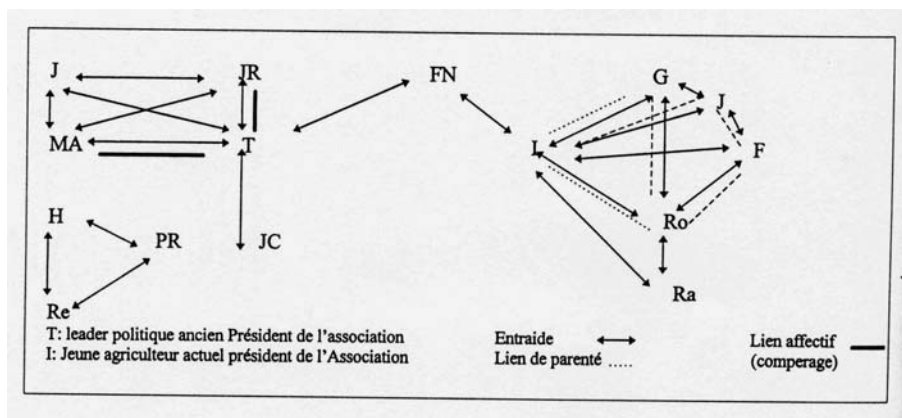 J JR FN G
J
MA T I F
H Ro
PR JC
Ra
Re
T: leader politique ancien Président de l'association Entraide Lien affectif
I: Jeune agriculteur actuel président de l'Association Lien de parenté (comperage)